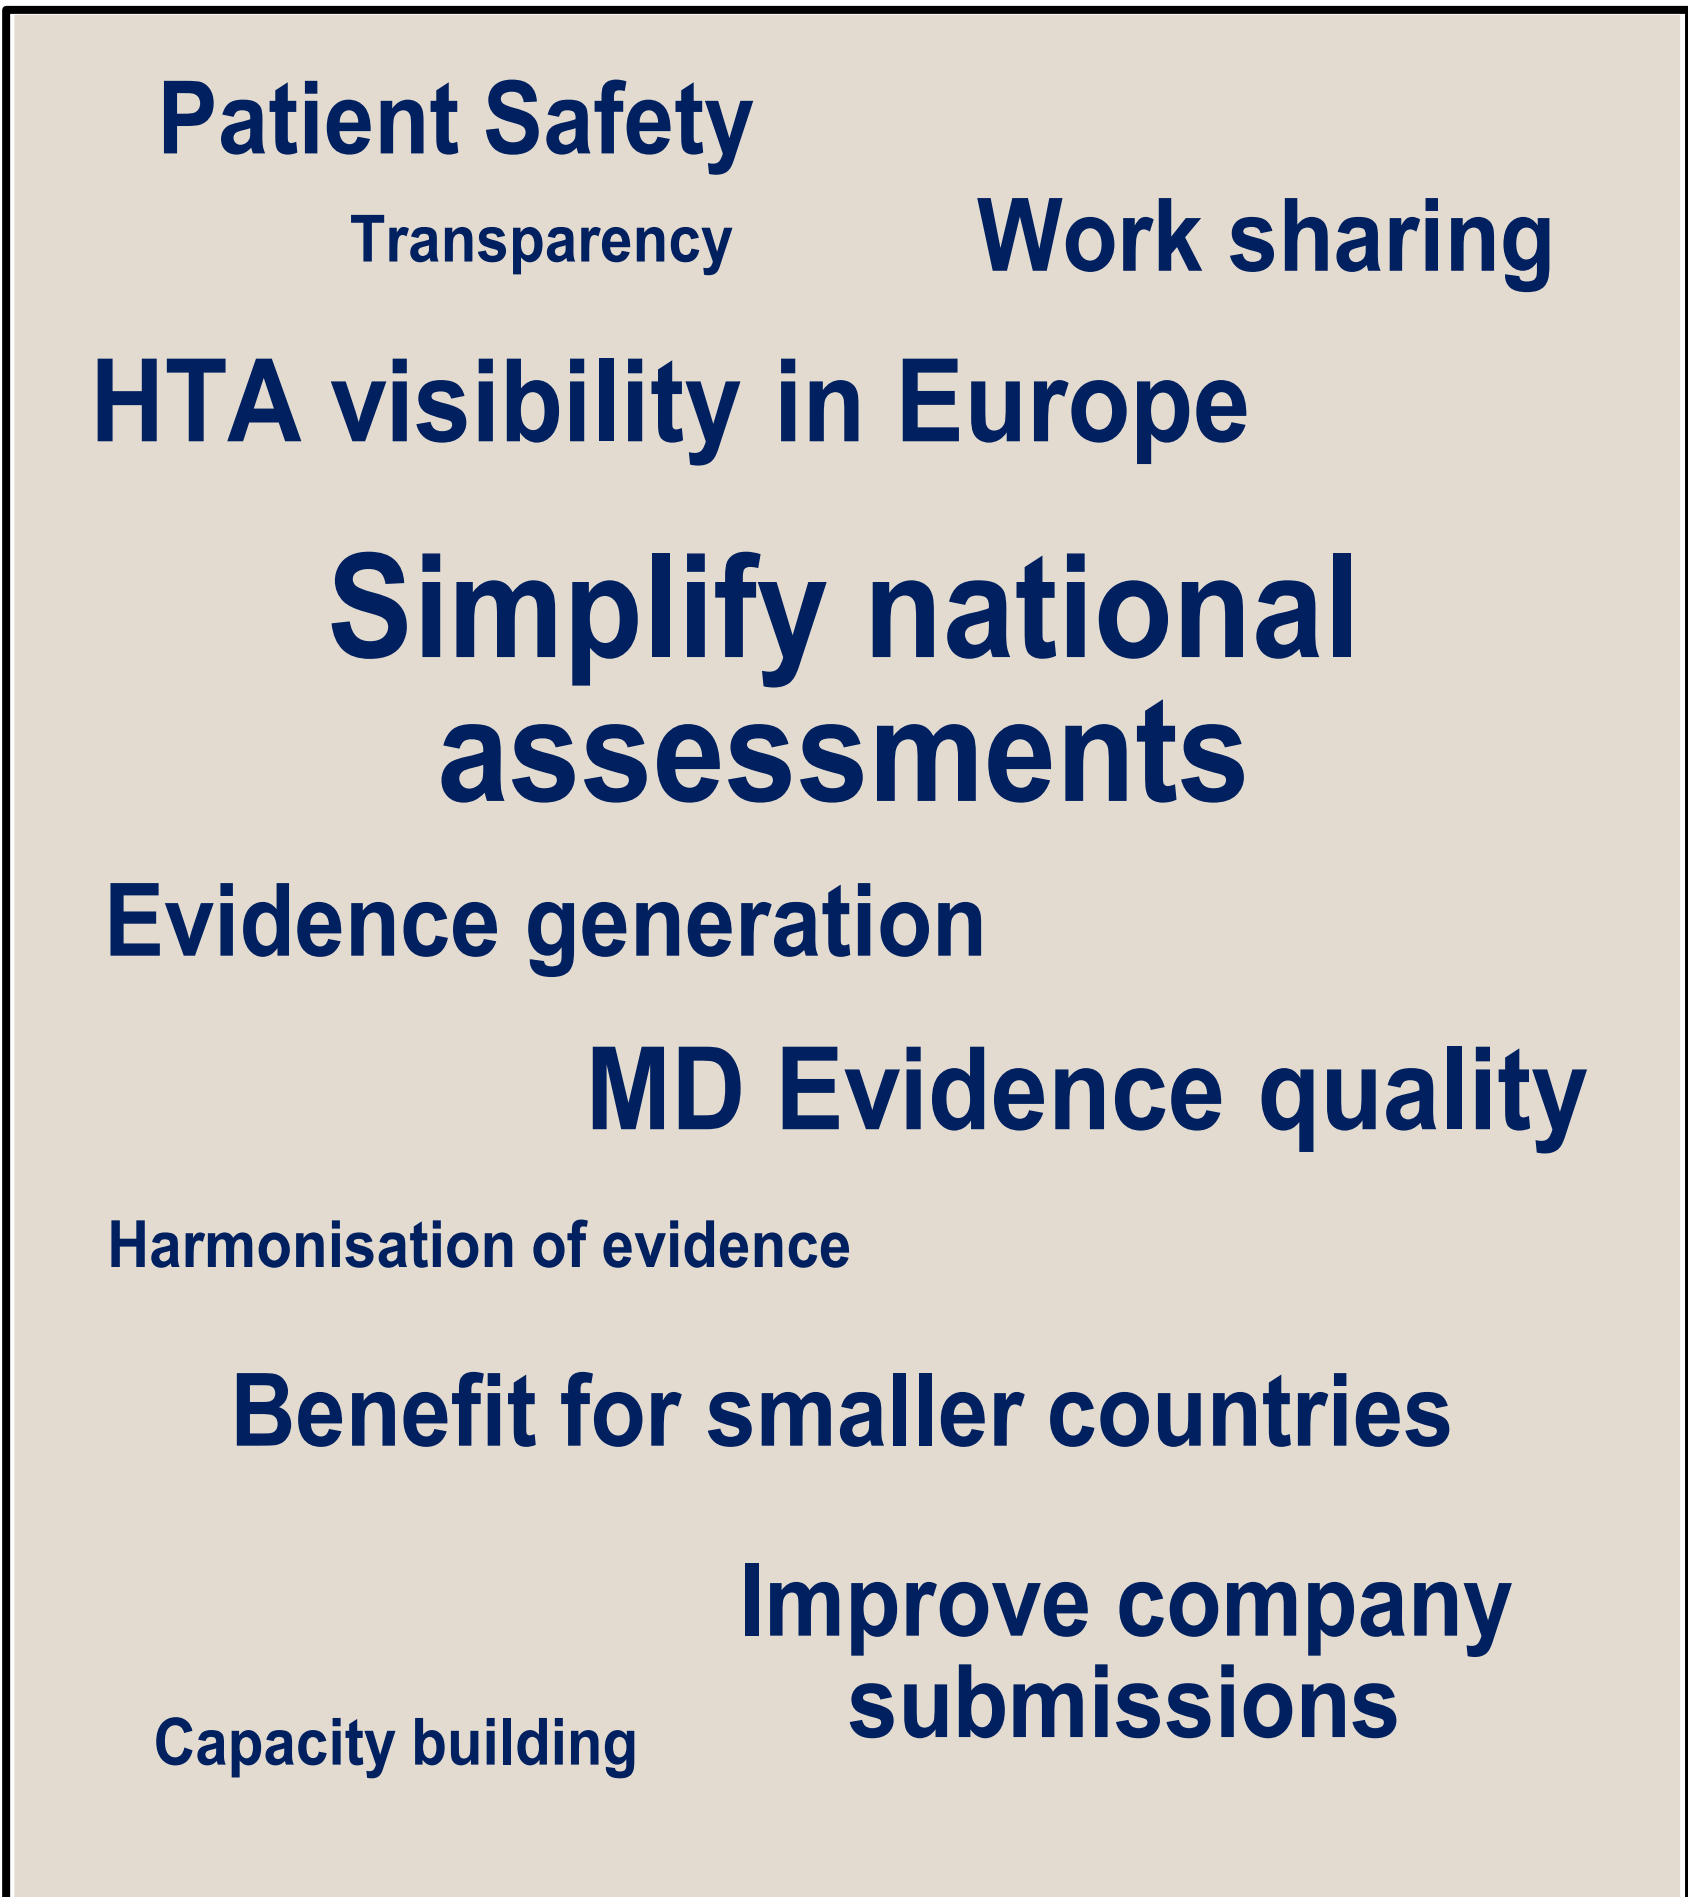 Patient Safety
Transparency
Work sharing
HTA visibility in Europe
Simplify national
assessments
Evidence generation
MD Evidence quality
Harmonisation of evidence
Benefit for smaller countries
Improve company
submissions
Capacity building